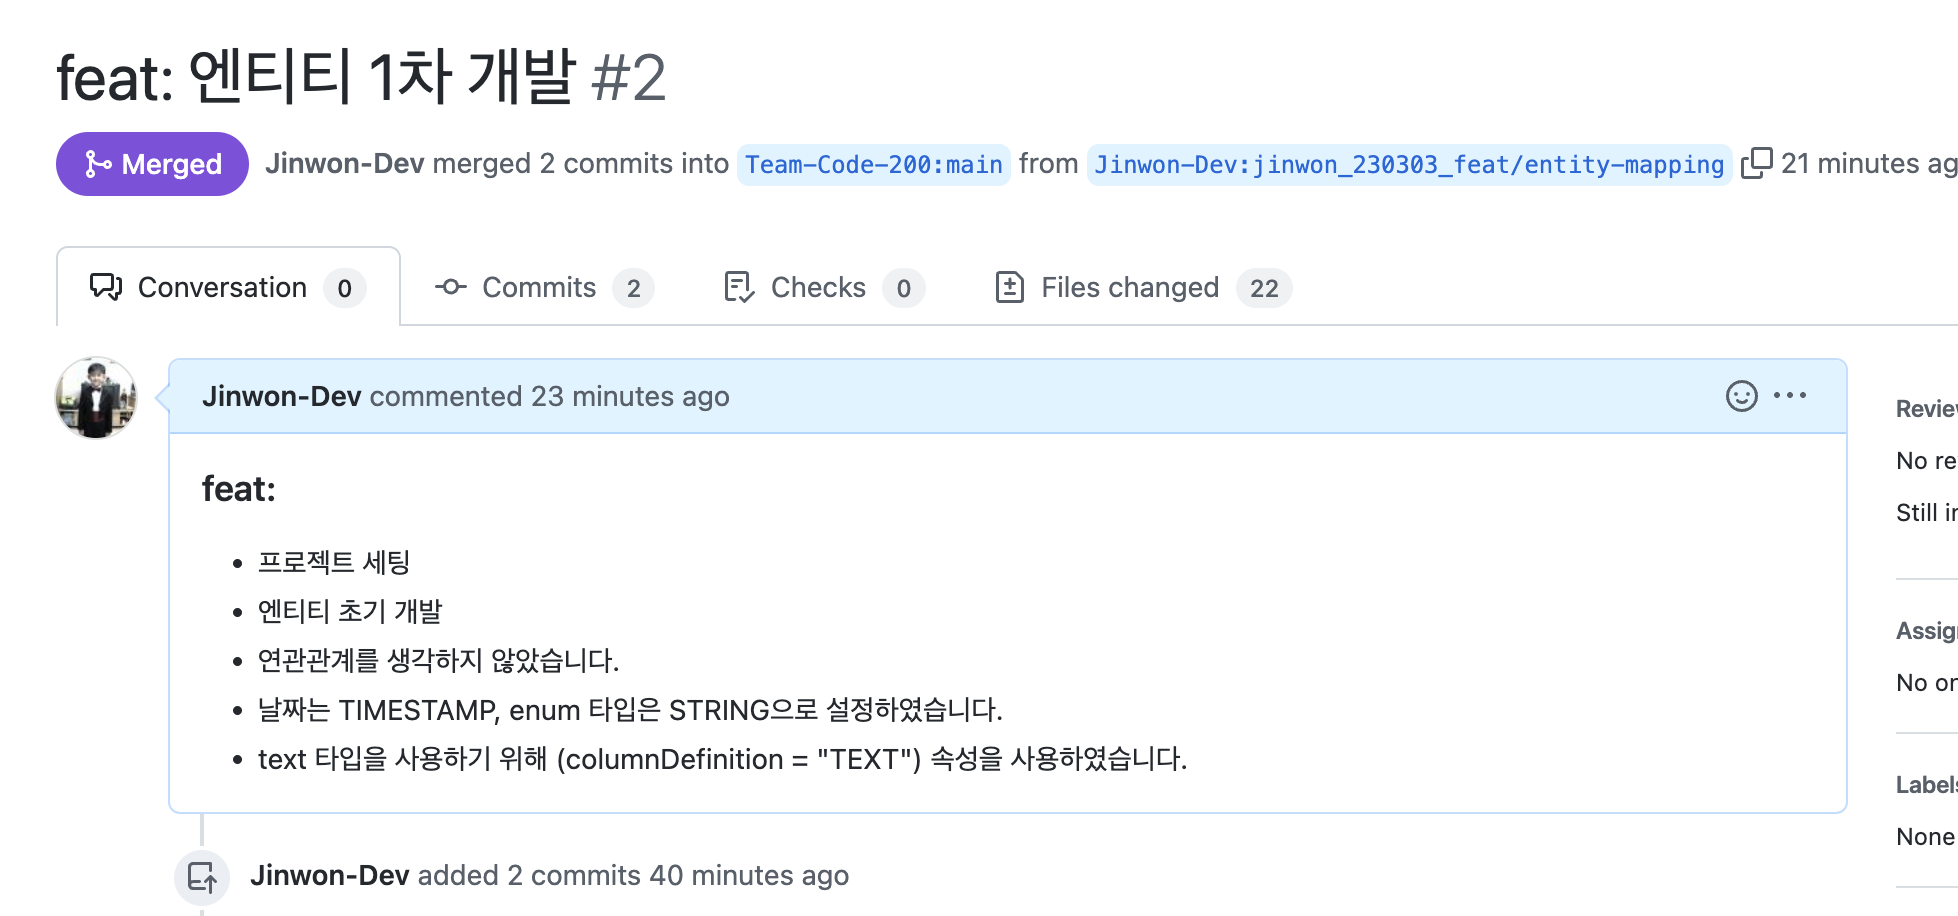 feat: 엔티티 1차 개발 #2
Merged Jinwon-Dev merged 2 commits into Team-Code-200:main from Jinwon-Dev:jinwon_230303_feat/entity-mapping 21 minutes ag
Conversation 0 Commits 2 Checks 0 Files changed 22
Jinwon-Dev commented 23 minutes ago
feat:
• 프로젝트 세팅
• 엔티티 초기 개발
• 연관관계를 생각하지 않았습니다.
• 날짜는 TIMESTAMP, enum 타입은 STRING으로 설정하였습니다.
• text 타입을 사용하기 위해 (columnDefinition = "TEXT") 속성을 사용하였습니다.
Jinwon-Dev added 2 commits 40 minutes ago
Review
No re
Still in
Assig
No on
Labels
None